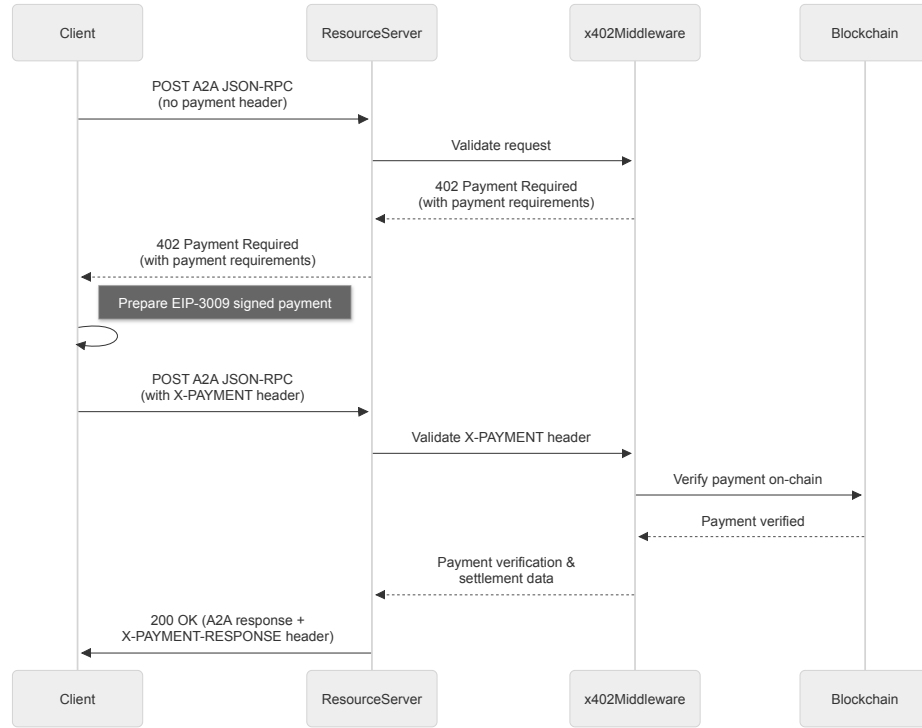 Client
ResourceServer
x402Middleware
Blockchain
POST A2A JSON-RPC
(no payment header)
Validate request
402 Payment Required
(with payment requirements)
402 Payment Required
(with payment requirements)
Prepare EIP-3009 signed payment
POST A2A JSON-RPC
(with X-PAYMENT header)
Validate X-PAYMENT header
Verify payment on-chain
Payment verified
Payment verification &
settlement data
200 OK (A2A response +
X-PAYMENT-RESPONSE header)
Client
ResourceServer
x402Middleware
Blockchain